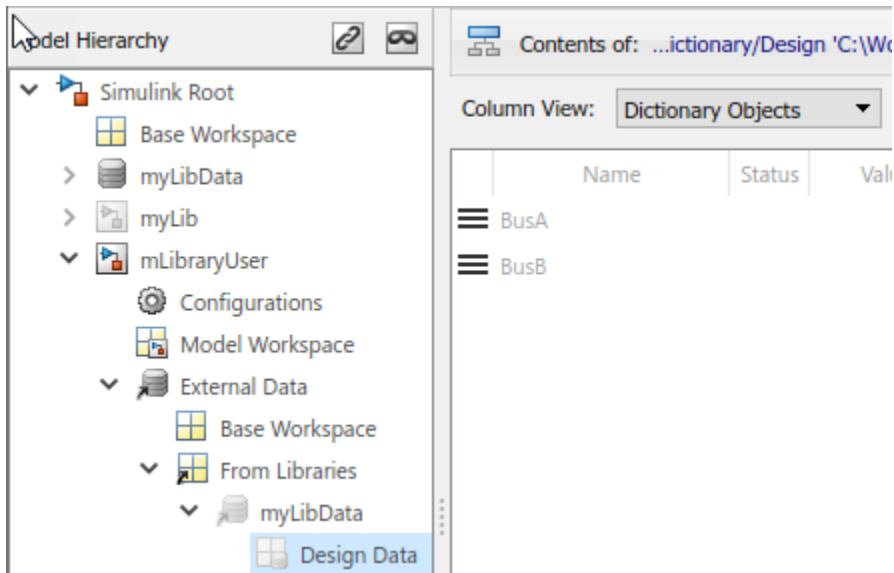 Model Hierarchy
Contents of: ...ictionary/Design 'C:\Wo
Simulink Root
Column View: Dictionary Objects
Base Workspace
myLibData
Name Status Valu
myLib
BusA
mLibraryUser
BusB
Configurations
Model Workspace
External Data
Base Workspace
From Libraries
myLibData
Design Data